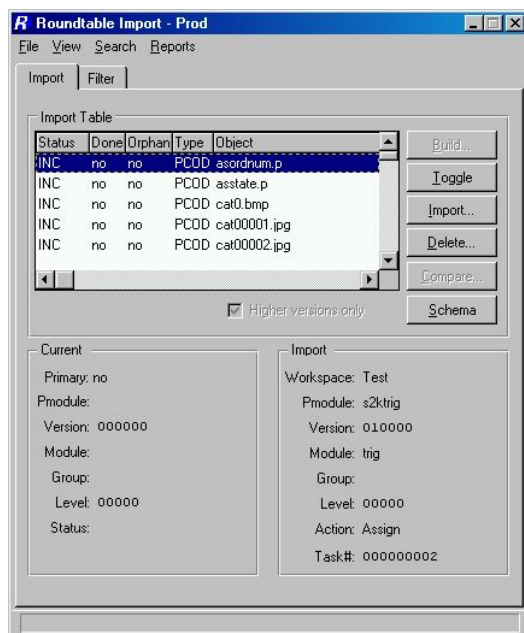 Roundtable Import - Prod
File View Search Reports
Import Filter
Import Table
Status Done Orphan Type Object
INC no no PCOD asordnum.p
INC no no PCOD asstate.p
INC no no PCOD cat0.bmp
INC no no PCOD cat00001.jpg
INC no no PCOD cat00002.jpg
Build...
Toggle
Import...
Delete...
Compare...
Higher versions only
Schema
Current
Primary: no
Pmodule:
Version: 000000
Module:
Group:
Level: 00000
Status:
Import
Workspace: Test
Pmodule: s2ktrig
Version: 010000
Module: trig
Group:
Level: 00000
Action: Assign
Task#: 000000002